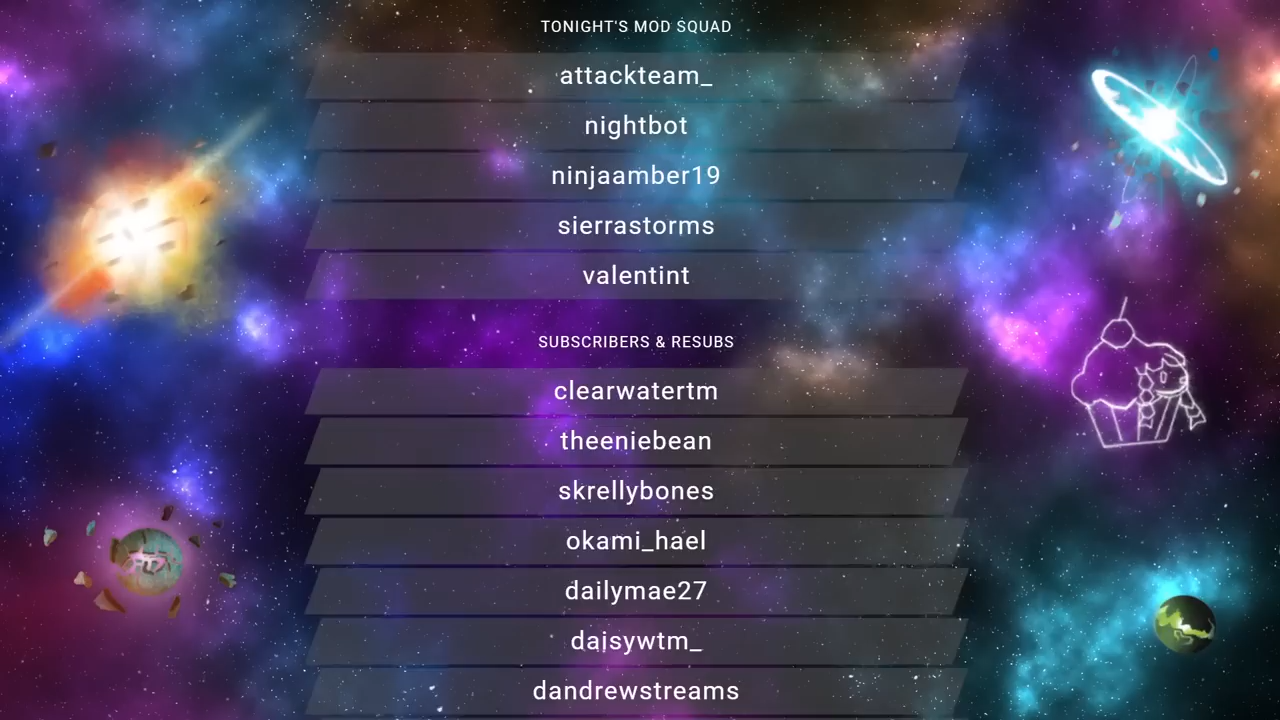 TONIGHT'S MOD SQUAD
attackteam_
nightbot
ninjaamber19
sierrastorms
valentint
SUBSCRIBERS & RESUBS
clearwatertm
theeniebean
skrellybones
okami_hael
dailymae27
daisywtm_
dandrewstreams